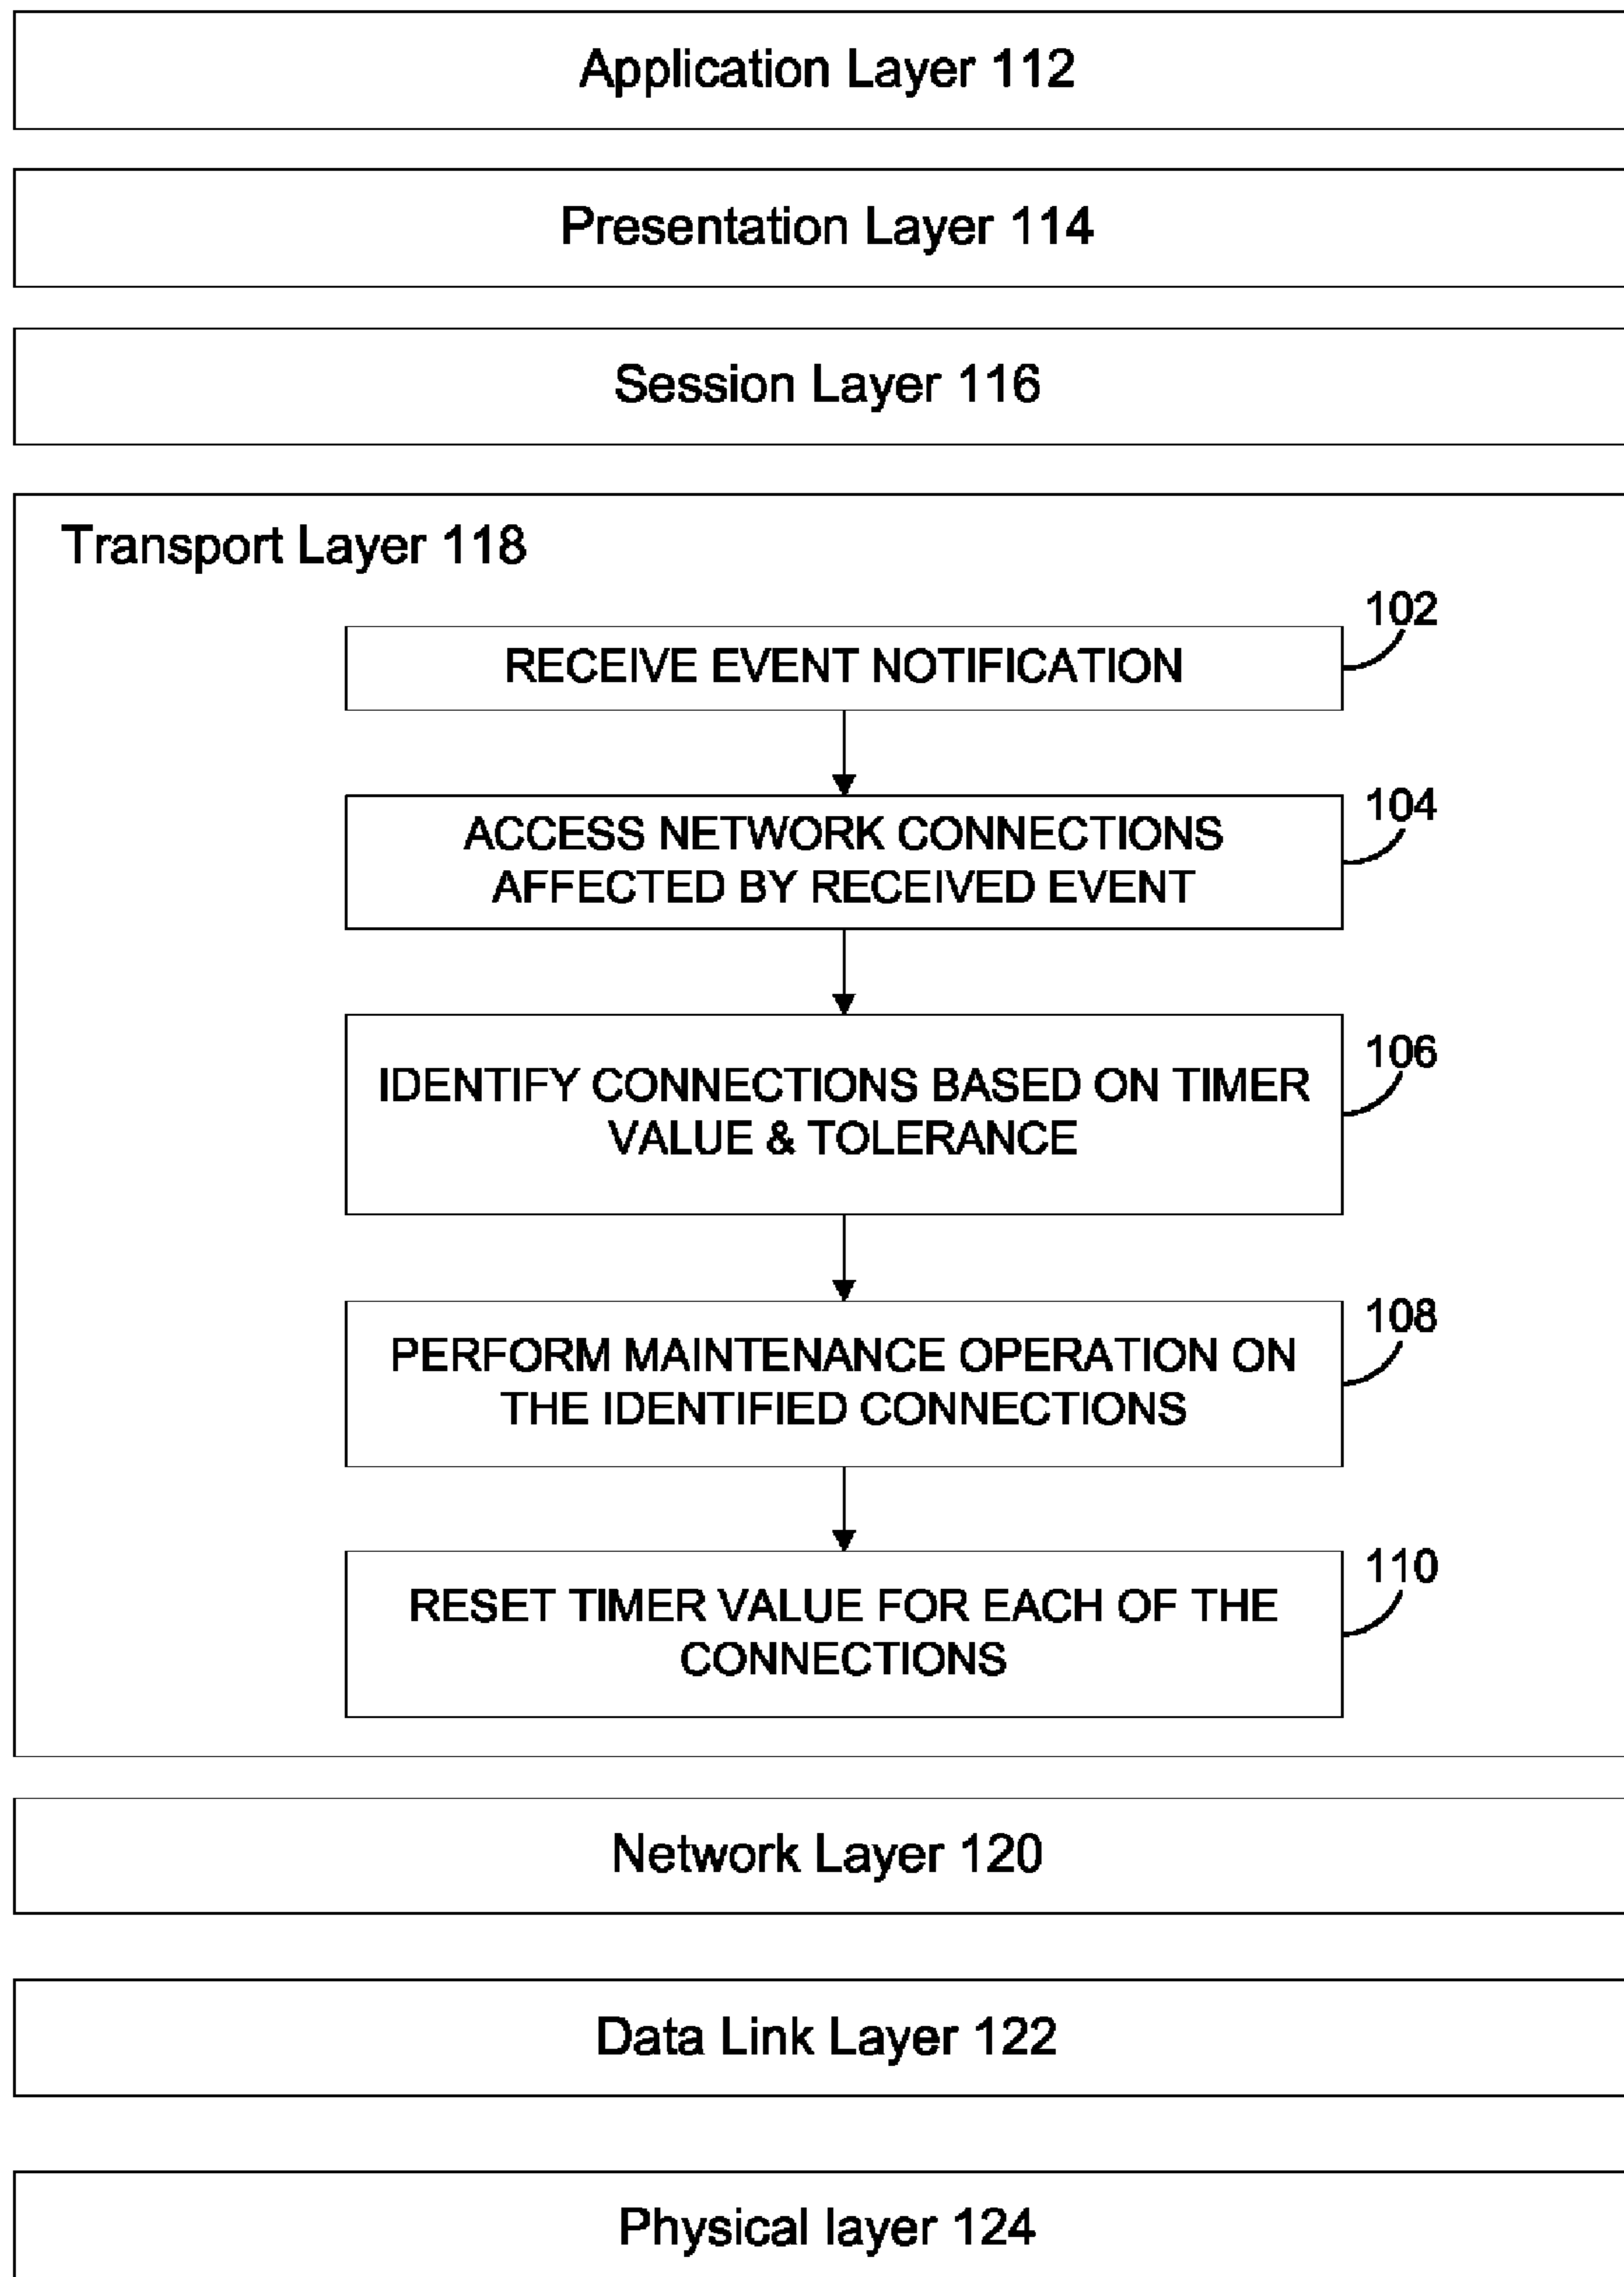 Application Layer 112
Presentation Layer 114
Session Layer 116
Transport Layer 118
102
RECEIVE EVENT NOTIFICATION
104
ACCESS NETWORK CONNECTIONS
AFFECTED BY RECEIVED EVENT
106
IDENTIFY CONNECTIONS BASED ON TIMER
VALUE & TOLERANCE
108
PERFORM MAINTENANCE OPERATION ON
THE IDENTIFIED CONNECTIONS
110
RESET TIMER VALUE FOR EACH OF THE
CONNECTIONS
Network Layer 120
Data Link Layer 122
Physical layer 124